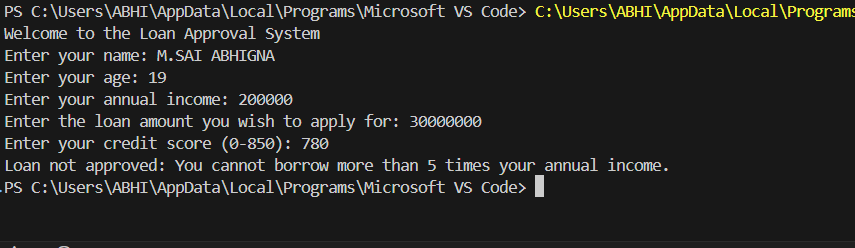 PS C:\Users\ABHI\AppData\Local\Programs\Microsoft VS Code> C:\Users\ABHI\AppData\Local\Programs
Welcome to the Loan Approval System
Enter your name: M.SAI ABHIGNA
Enter your age: 19
Enter your annual income: 200000
Enter the loan amount you wish to apply for: 30000000
Enter your credit score (0-850): 780
Loan not approved: You cannot borrow more than 5 times your annual income.
PS C:\Users\ABHI\AppData\Local\Programs\Microsoft VS Code>